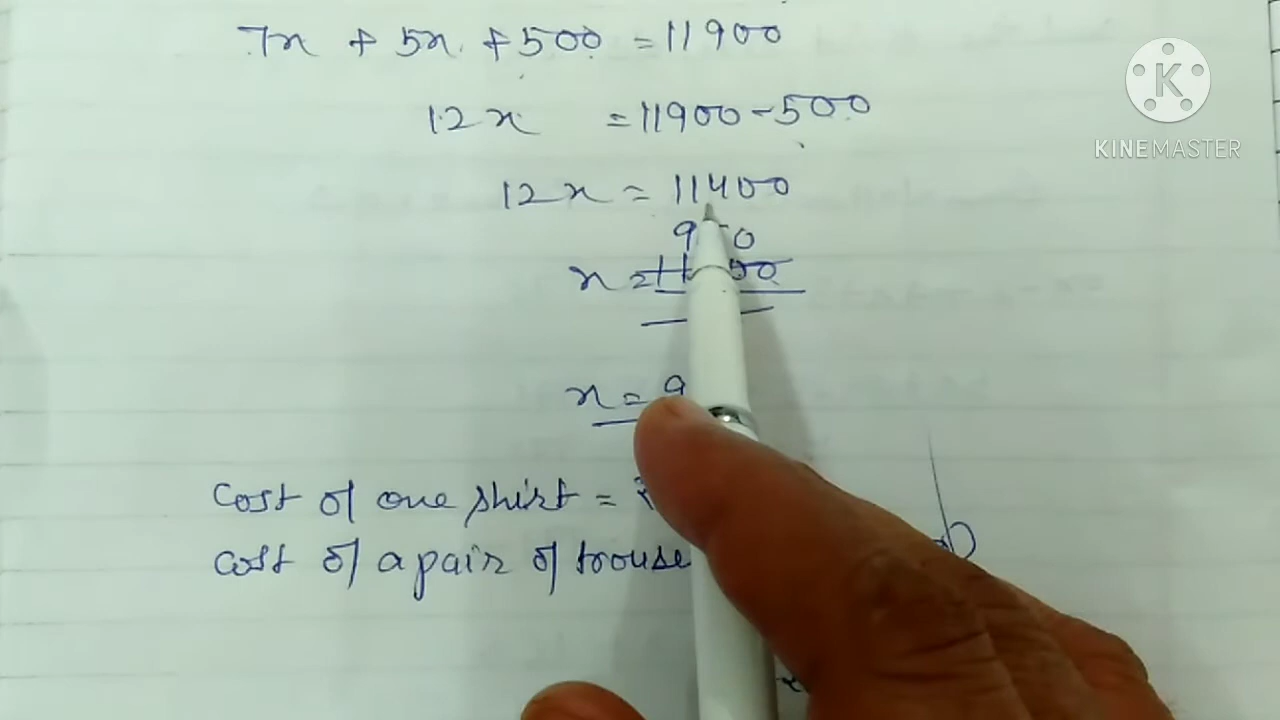 7x + 5x + 500 = 11900
12x = 11900 - 500
12x = 11400
x =
x = 9
cost of one shirt = ₹
cost of a pair of trouse
K
KINEMASTER